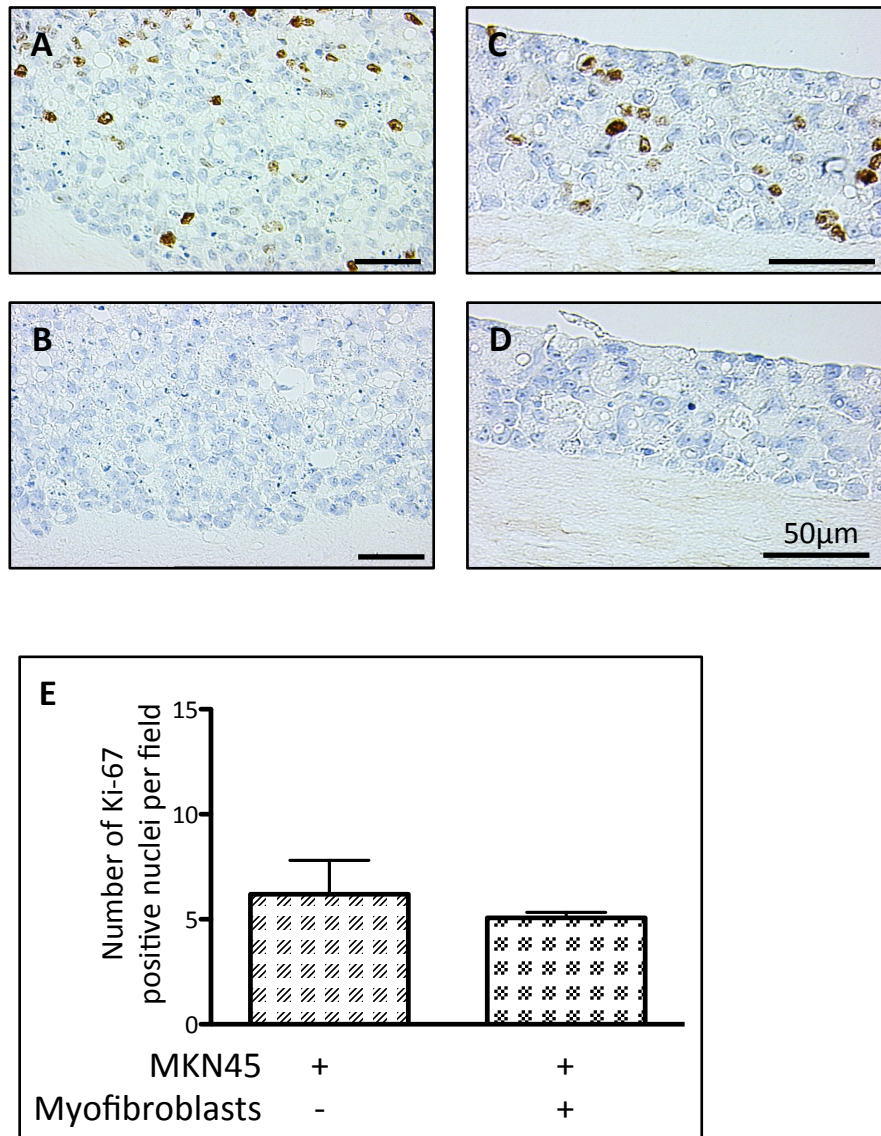 A
C
B
D
50μm
E
Number of Ki-67
positive nuclei per field
15
10
5
0
MKN45 + +
Myofibroblasts - +